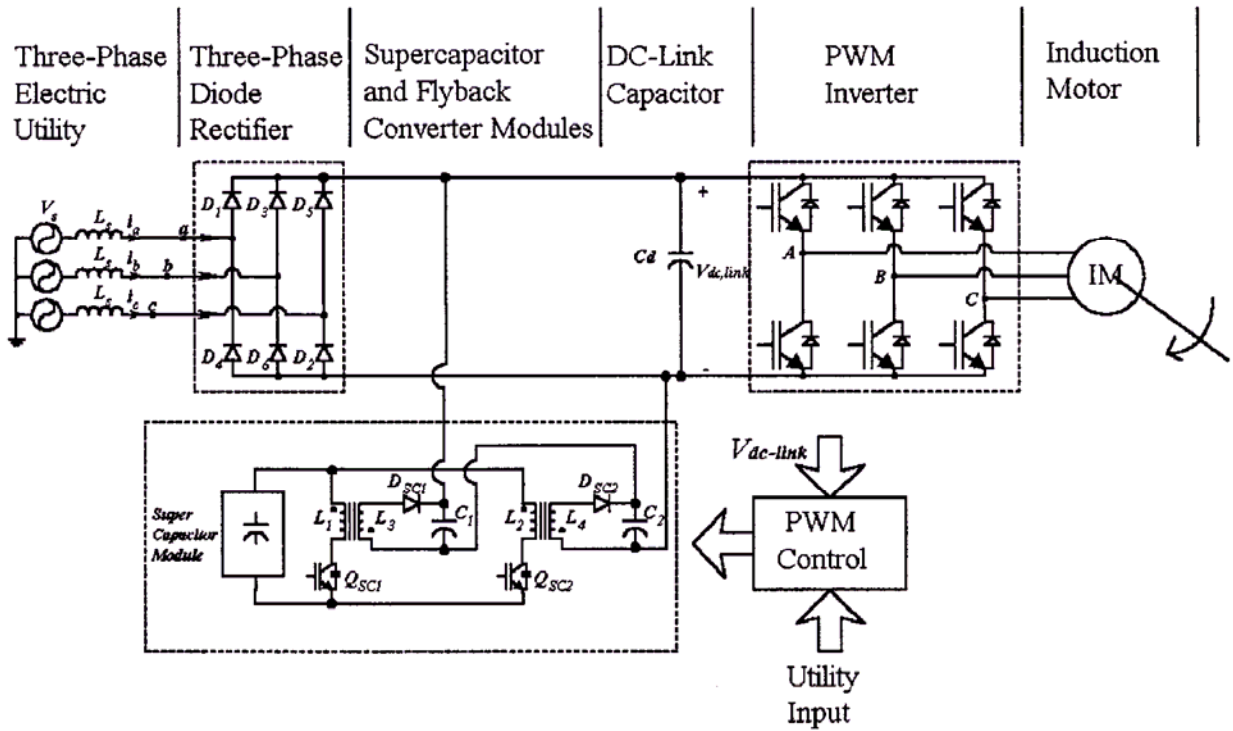 Three-Phase
Electric
Utility
Three-Phase
Diode
Rectifier
Supercapacitor
and Flyback
Converter Modules
DC-Link
Capacitor
PWM
Inverter
Induction
Motor
D1 D3 D5
Vs
Ls ia a
Ls ib b
Ls ic c
D4 D6 D2
+
Cd
Vdc,link
-
A
B
C
IM
Super
Capacitor
Module
L1 L3
DSC1
C1
QSC1
L2 L4
DSC2
C2
QSC2
Vdc-link
PWM
Control
Utility
Input